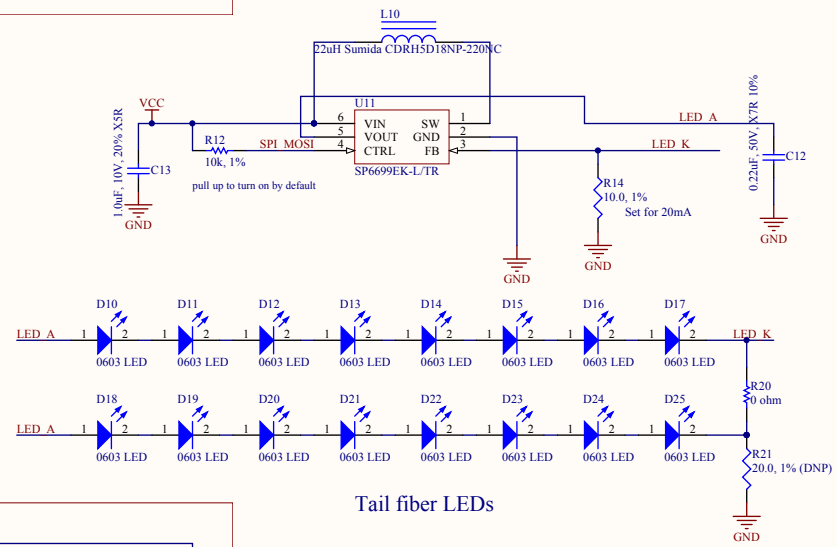 L10
22uH Sumida CDRH5D18NP-220NC
U11
VCC
6 VIN SW 1
5 VOUT GND 2
4 CTRL FB 3
SP6699EK-L/TR
R12
10k, 1%
SPI_MOSI
pull up to turn on by default
C13
1.0uF, 10V, 20% X5R
GND
LED_A
LED_K
R14
10.0, 1%
Set for 20mA
GND
GND
C12
0.22uF, 50V, X7R 10%
GND
D10 D11 D12 D13 D14 D15 D16 D17
LED_A 1 2 1 2 1 2 1 2 1 2 1 2 1 2 1 2 LED_K
0603 LED 0603 LED 0603 LED 0603 LED 0603 LED 0603 LED 0603 LED 0603 LED
R20
0 ohm
D18 D19 D20 D21 D22 D23 D24 D25
LED_A 1 2 1 2 1 2 1 2 1 2 1 2 1 2 1 2
0603 LED 0603 LED 0603 LED 0603 LED 0603 LED 0603 LED 0603 LED 0603 LED
R21
20.0, 1% (DNP)
Tail fiber LEDs
GND